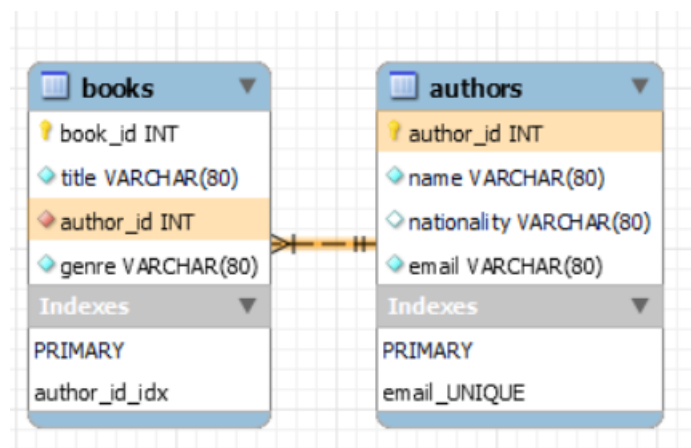 books
book_id INT
title VARCHAR(80)
author_id INT
genre VARCHAR(80)
Indexes
PRIMARY
author_id_idx
authors
author_id INT
name VARCHAR(80)
nationality VARCHAR(80)
email VARCHAR(80)
Indexes
PRIMARY
email_UNIQUE